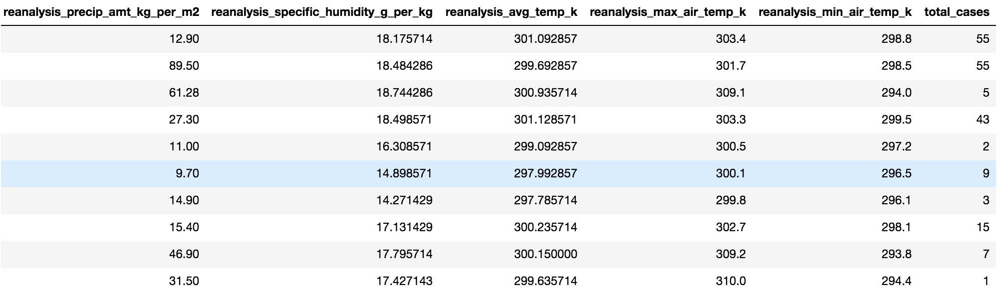 reanalysis_precip_amt_kg_per_m2 reanalysis_specific_humidity_g_per_kg reanalysis_avg_temp_k reanalysis_max_air_temp_k reanalysis_min_air_temp_k total_cases
12.90 18.175714 301.092857 303.4 298.8 55
89.50 18.484286 299.692857 301.7 298.5 55
61.28 18.744286 300.935714 309.1 294.0 5
27.30 18.498571 301.128571 303.3 299.5 43
11.00 16.308571 299.092857 300.5 297.2 2
9.70 14.898571 297.992857 300.1 296.5 9
14.90 14.271429 297.785714 299.8 296.1 3
15.40 17.131429 300.235714 302.7 298.1 15
46.90 17.795714 300.150000 309.2 293.8 7
31.50 17.427143 299.635714 310.0 294.4 1